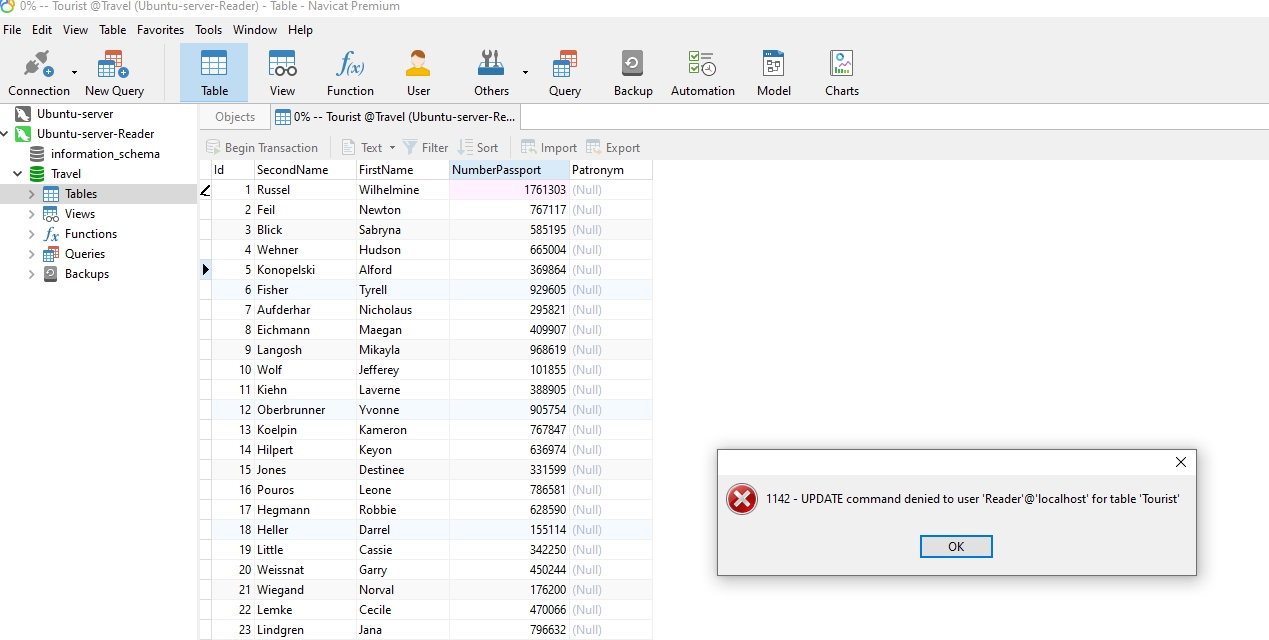 0% -- Tourist @Travel (Ubuntu-server-Reader) - Table - Navicat Premium
File Edit View Table Favorites Tools Window Help
Connection New Query Table View Function User Others Query Backup Automation Model Charts
Ubuntu-server
Ubuntu-server-Reader
information_schema
Travel
Tables
Views
Functions
Queries
Backups
Objects 0% -- Tourist @Travel (Ubuntu-server-Re...
Begin Transaction Text Filter Sort Import Export
Id SecondName FirstName NumberPassport Patronym
1 Russel Wilhelmine 1761303 (Null)
2 Feil Newton 767117 (Null)
3 Blick Sabryna 585195 (Null)
4 Wehner Hudson 665004 (Null)
5 Konopelski Alford 369864 (Null)
6 Fisher Tyrell 929605 (Null)
7 Aufderhar Nicholaus 295821 (Null)
8 Eichmann Maegan 409907 (Null)
9 Langosh Mikayla 968619 (Null)
10 Wolf Jefferey 101855 (Null)
11 Kiehn Laverne 388905 (Null)
12 Oberbrunner Yvonne 905754 (Null)
13 Koelpin Kameron 767847 (Null)
14 Hilpert Keyon 636974 (Null)
15 Jones Destinee 331599 (Null)
16 Pouros Leone 786581 (Null)
17 Hegmann Robbie 628590 (Null)
18 Heller Darrel 155114 (Null)
19 Little Cassie 342250 (Null)
20 Weissnat Garry 450244 (Null)
21 Wiegand Norval 176200 (Null)
22 Lemke Cecile 470066 (Null)
23 Lindgren Jana 796632 (Null)
1142 - UPDATE command denied to user 'Reader'@'localhost' for table 'Tourist'
OK